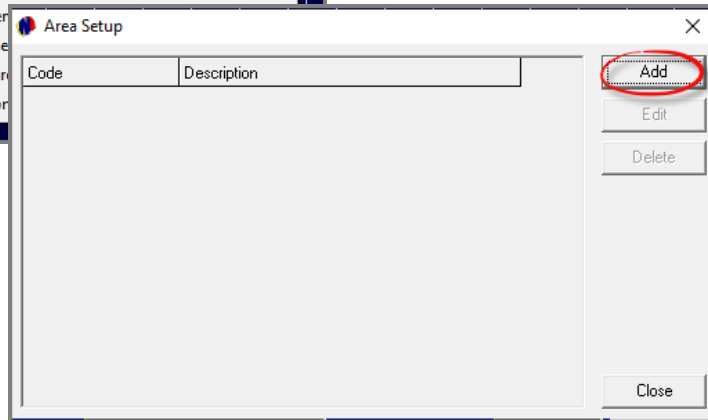 Area Setup
Code Description
Add
Edit
Delete
Close